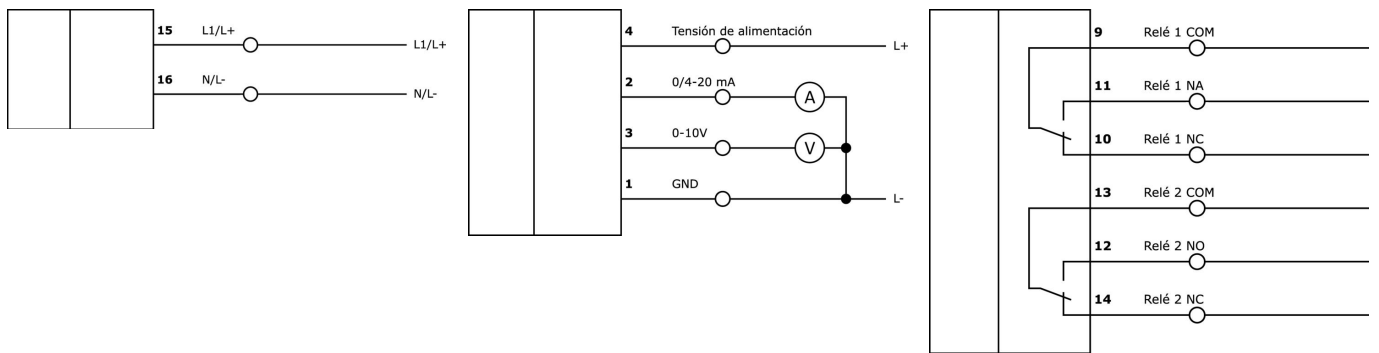 15 L1/L+ L1/L+
16 N/L- N/L-
4 Tensión de alimentación L+
2 0/4-20 mA A
3 0-10V V
1 GND L-
9 Relé 1 COM
11 Relé 1 NA
10 Relé 1 NC
13 Relé 2 COM
12 Relé 2 NO
14 Relé 2 NC